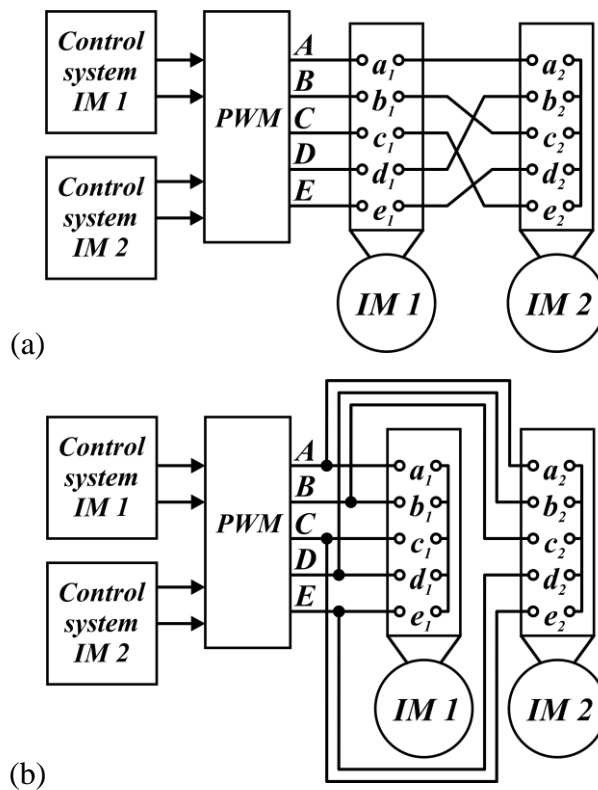 Control
system
IM 1
Control
system
IM 2
PWM
A
B
C
D
E
a₁
b₁
c₁
d₁
e₁
a₂
b₂
c₂
d₂
e₂
IM 1
IM 2
(a)
Control
system
IM 1
Control
system
IM 2
PWM
A
B
C
D
E
a₁
b₁
c₁
d₁
e₁
a₂
b₂
c₂
d₂
e₂
IM 1
IM 2
(b)